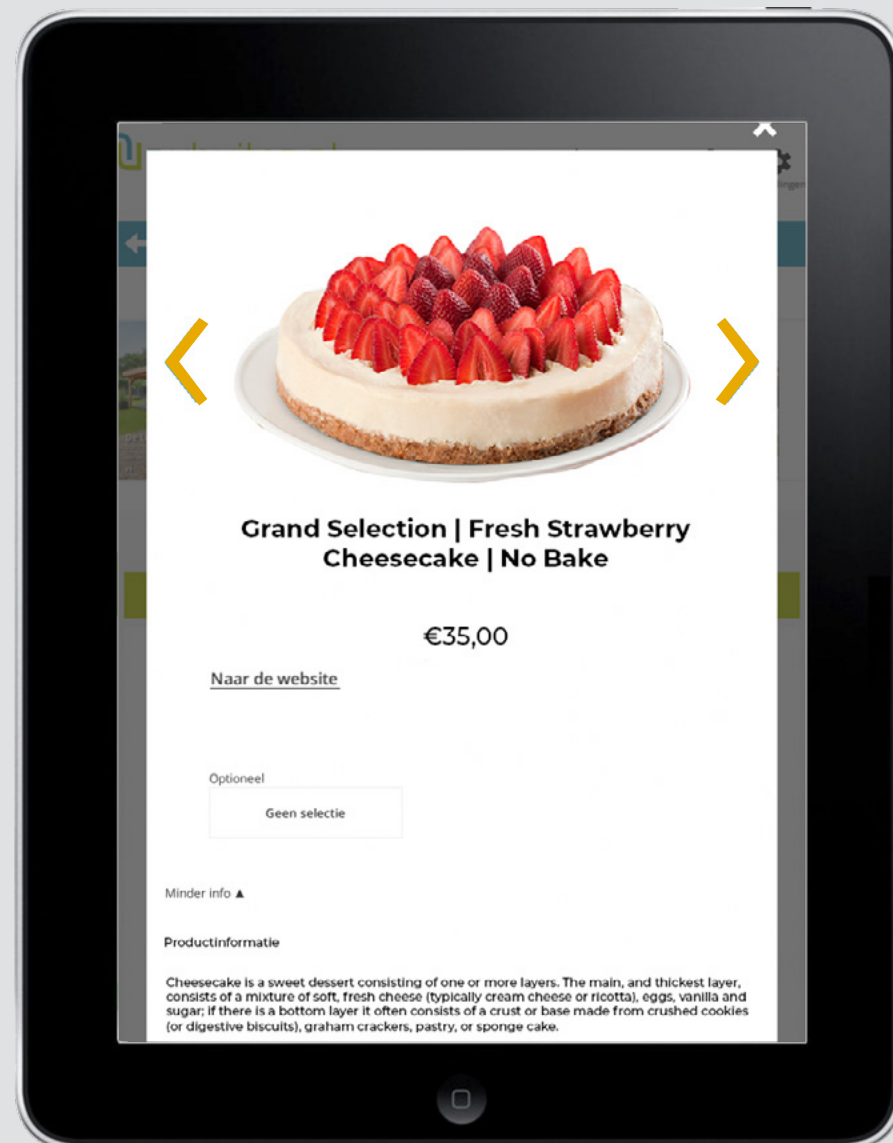 Grand Selection | Fresh Strawberry
Cheesecake | No Bake
€35,00
Naar de website
Optioneel
Geen selectie
Minder info ▲
Productinformatie
Cheesecake is a sweet dessert consisting of one or more layers. The main, and thickest layer,
consists of a mixture of soft, fresh cheese (typically cream cheese or ricotta), eggs, vanilla and
sugar; if there is a bottom layer it often consists of a crust or base made from crushed cookies
(or digestive biscuits), graham crackers, pastry, or sponge cake.